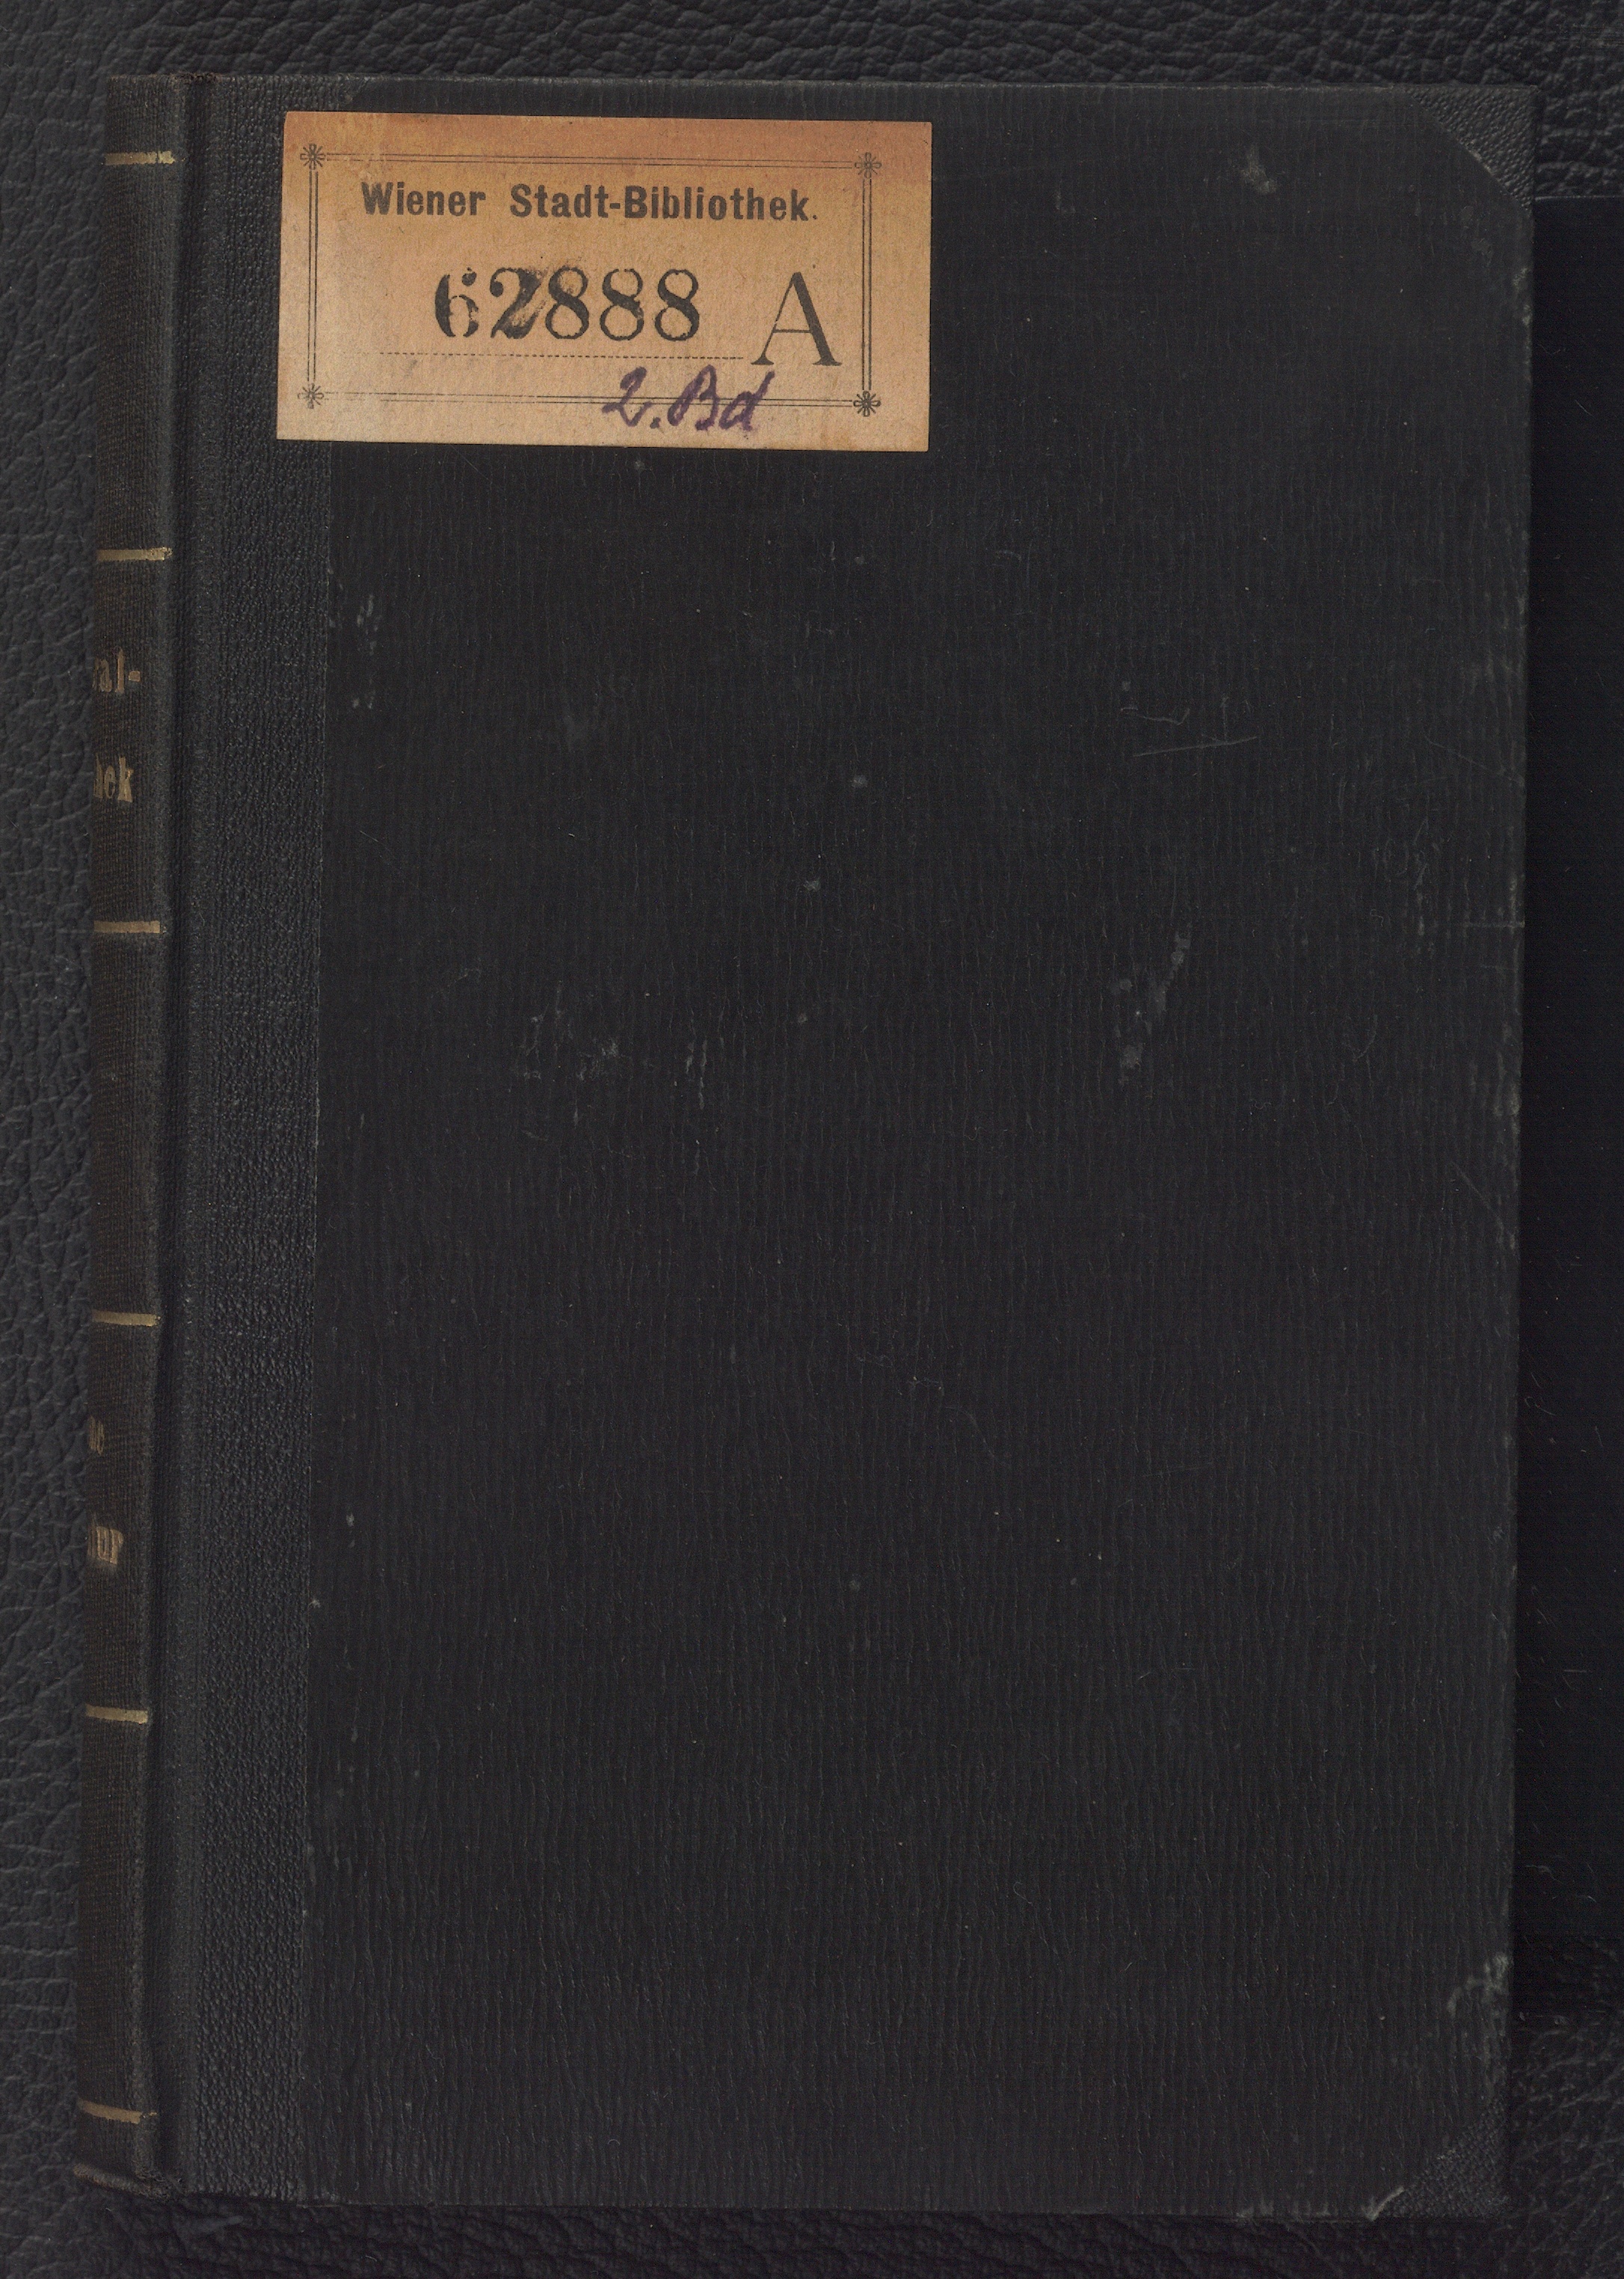 Wiener Stadt-Bibliothek.
62888 A
2. Bd